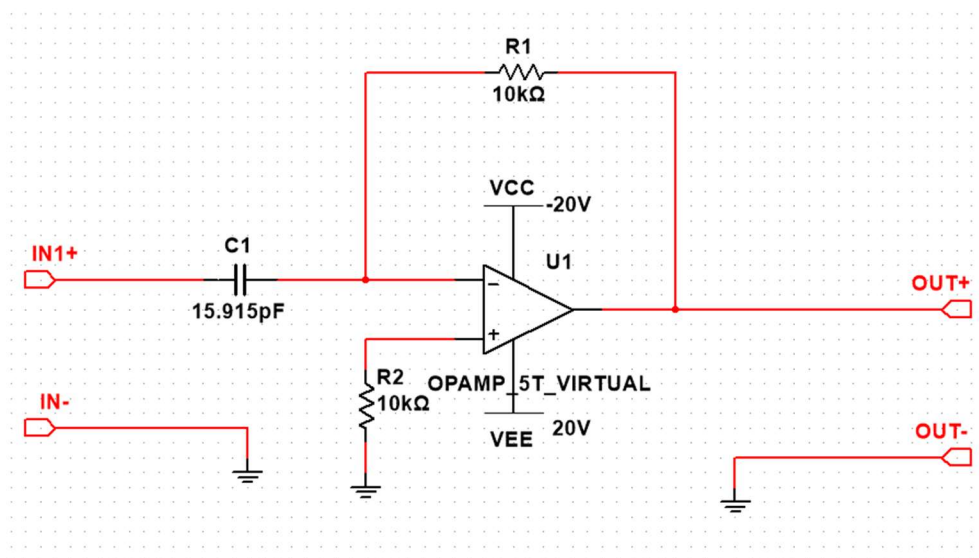 R1
10kΩ
VCC
-20V
IN1+
C1
U1
OUT+
15.915pF
R2
10kΩ
OPAMP_5T_VIRTUAL
IN-
20V
VEE
OUT-